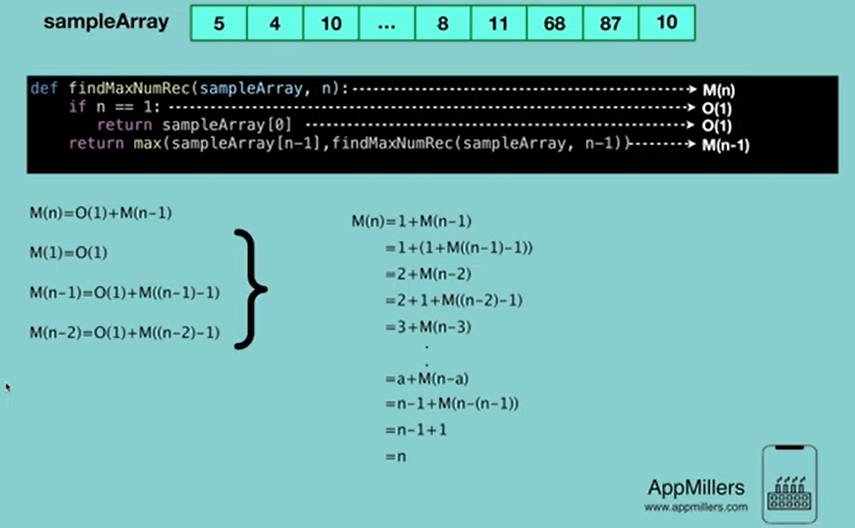 sampleArray 5 4 10 ... 8 11 68 87 10
def findMaxNumRec(sampleArray, n): M(n)
if n == 1: O(1)
return sampleArray[0] O(1)
return max(sampleArray[n-1],findMaxNumRec(sampleArray, n-1)) M(n-1)
M(n)=O(1)+M(n-1)
M(1)=O(1)
M(n-1)=O(1)+M((n-1)-1)
M(n-2)=O(1)+M((n-2)-1)
M(n)=1+M(n-1)
=1+(1+M((n-1)-1))
=2+M(n-2)
=2+1+M((n-2)-1)
=3+M(n-3)
.
.
=a+M(n-a)
=n-1+M(n-(n-1))
=n-1+1
=n
AppMillers
www.appmillers.com